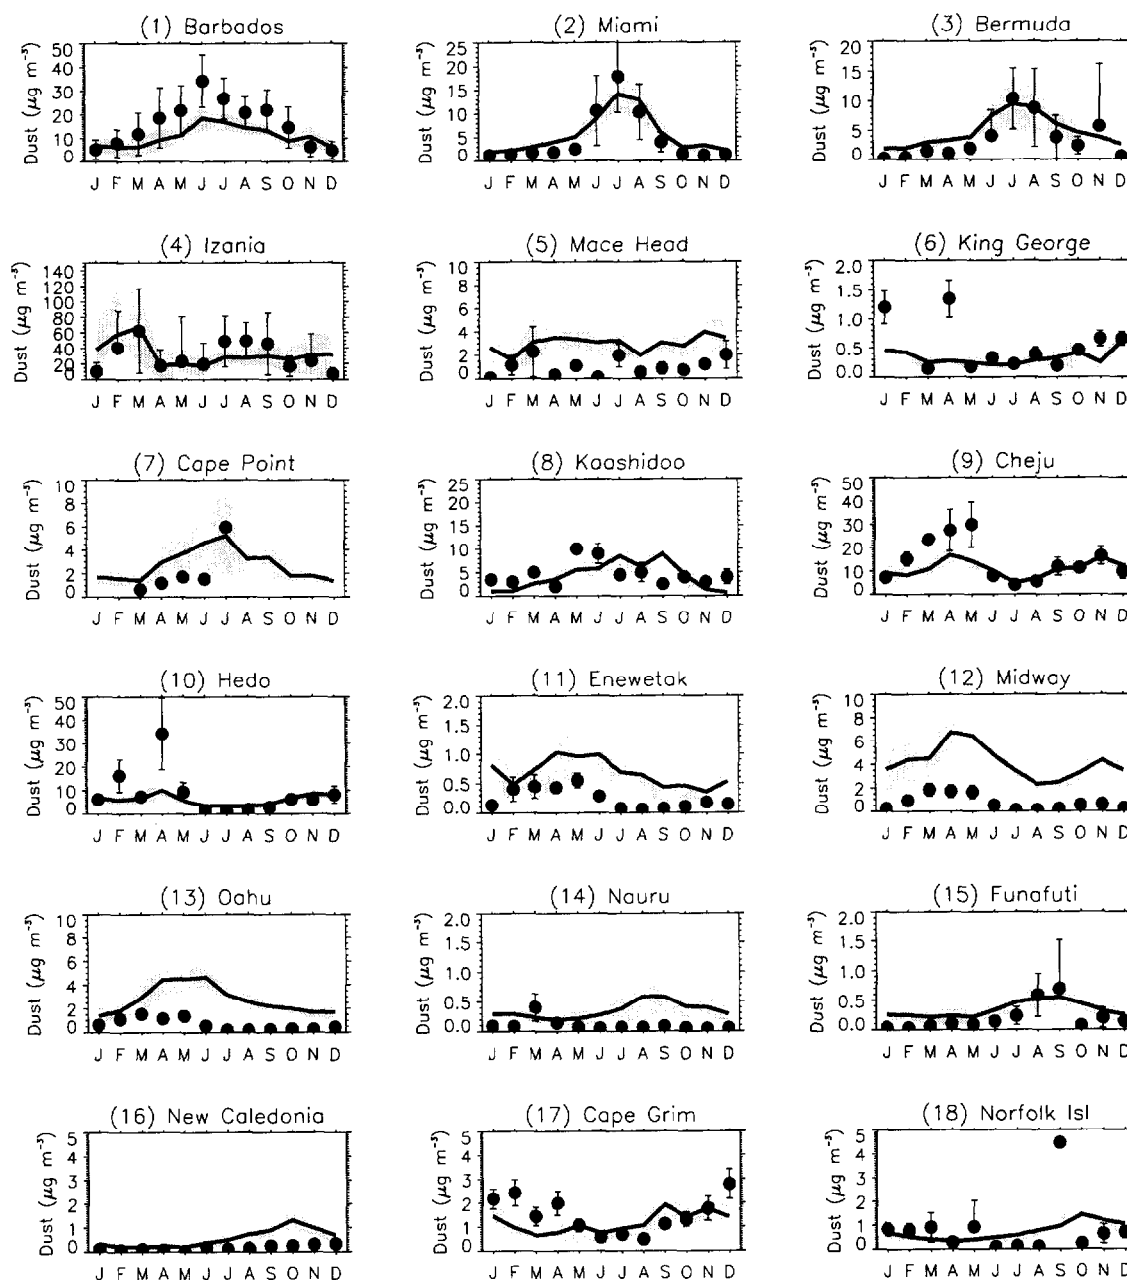 (1) Barbados
(2) Miami
(3) Bermuda
Dust (μg m⁻³)
50
40
30
20
10
0
J F M A M J J A S O N D
Dust (μg m⁻³)
25
20
15
10
5
0
J F M A M J J A S O N D
Dust (μg m⁻³)
20
15
10
5
0
J F M A M J J A S O N D
(4) Izania
(5) Mace Head
(6) King George
Dust (μg m⁻³)
140
120
100
80
60
40
20
0
J F M A M J J A S O N D
Dust (μg m⁻³)
10
8
6
4
2
0
J F M A M J J A S O N D
Dust (μg m⁻³)
2.0
1.5
1.0
0.5
0.0
J F M A M J J A S O N D
(7) Cape Point
(8) Kaashidoo
(9) Cheju
Dust (μg m⁻³)
10
8
6
4
2
0
J F M A M J J A S O N D
Dust (μg m⁻³)
25
20
15
10
5
0
J F M A M J J A S O N D
Dust (μg m⁻³)
50
40
30
20
10
0
J F M A M J J A S O N D
(10) Hedo
(11) Enewetak
(12) Midway
Dust (μg m⁻³)
50
40
30
20
10
0
J F M A M J J A S O N D
Dust (μg m⁻³)
2.0
1.5
1.0
0.5
0.0
J F M A M J J A S O N D
Dust (μg m⁻³)
10
8
6
4
2
0
J F M A M J J A S O N D
(13) Oahu
(14) Nauru
(15) Funafuti
Dust (μg m⁻³)
10
8
6
4
2
0
J F M A M J J A S O N D
Dust (μg m⁻³)
2.0
1.5
1.0
0.5
0.0
J F M A M J J A S O N D
Dust (μg m⁻³)
2.0
1.5
1.0
0.5
0.0
J F M A M J J A S O N D
(16) New Caledonia
(17) Cape Grim
(18) Norfolk Isl
Dust (μg m⁻³)
5
4
3
2
1
0
J F M A M J J A S O N D
Dust (μg m⁻³)
5
4
3
2
1
0
J F M A M J J A S O N D
Dust (μg m⁻³)
5
4
3
2
1
0
J F M A M J J A S O N D